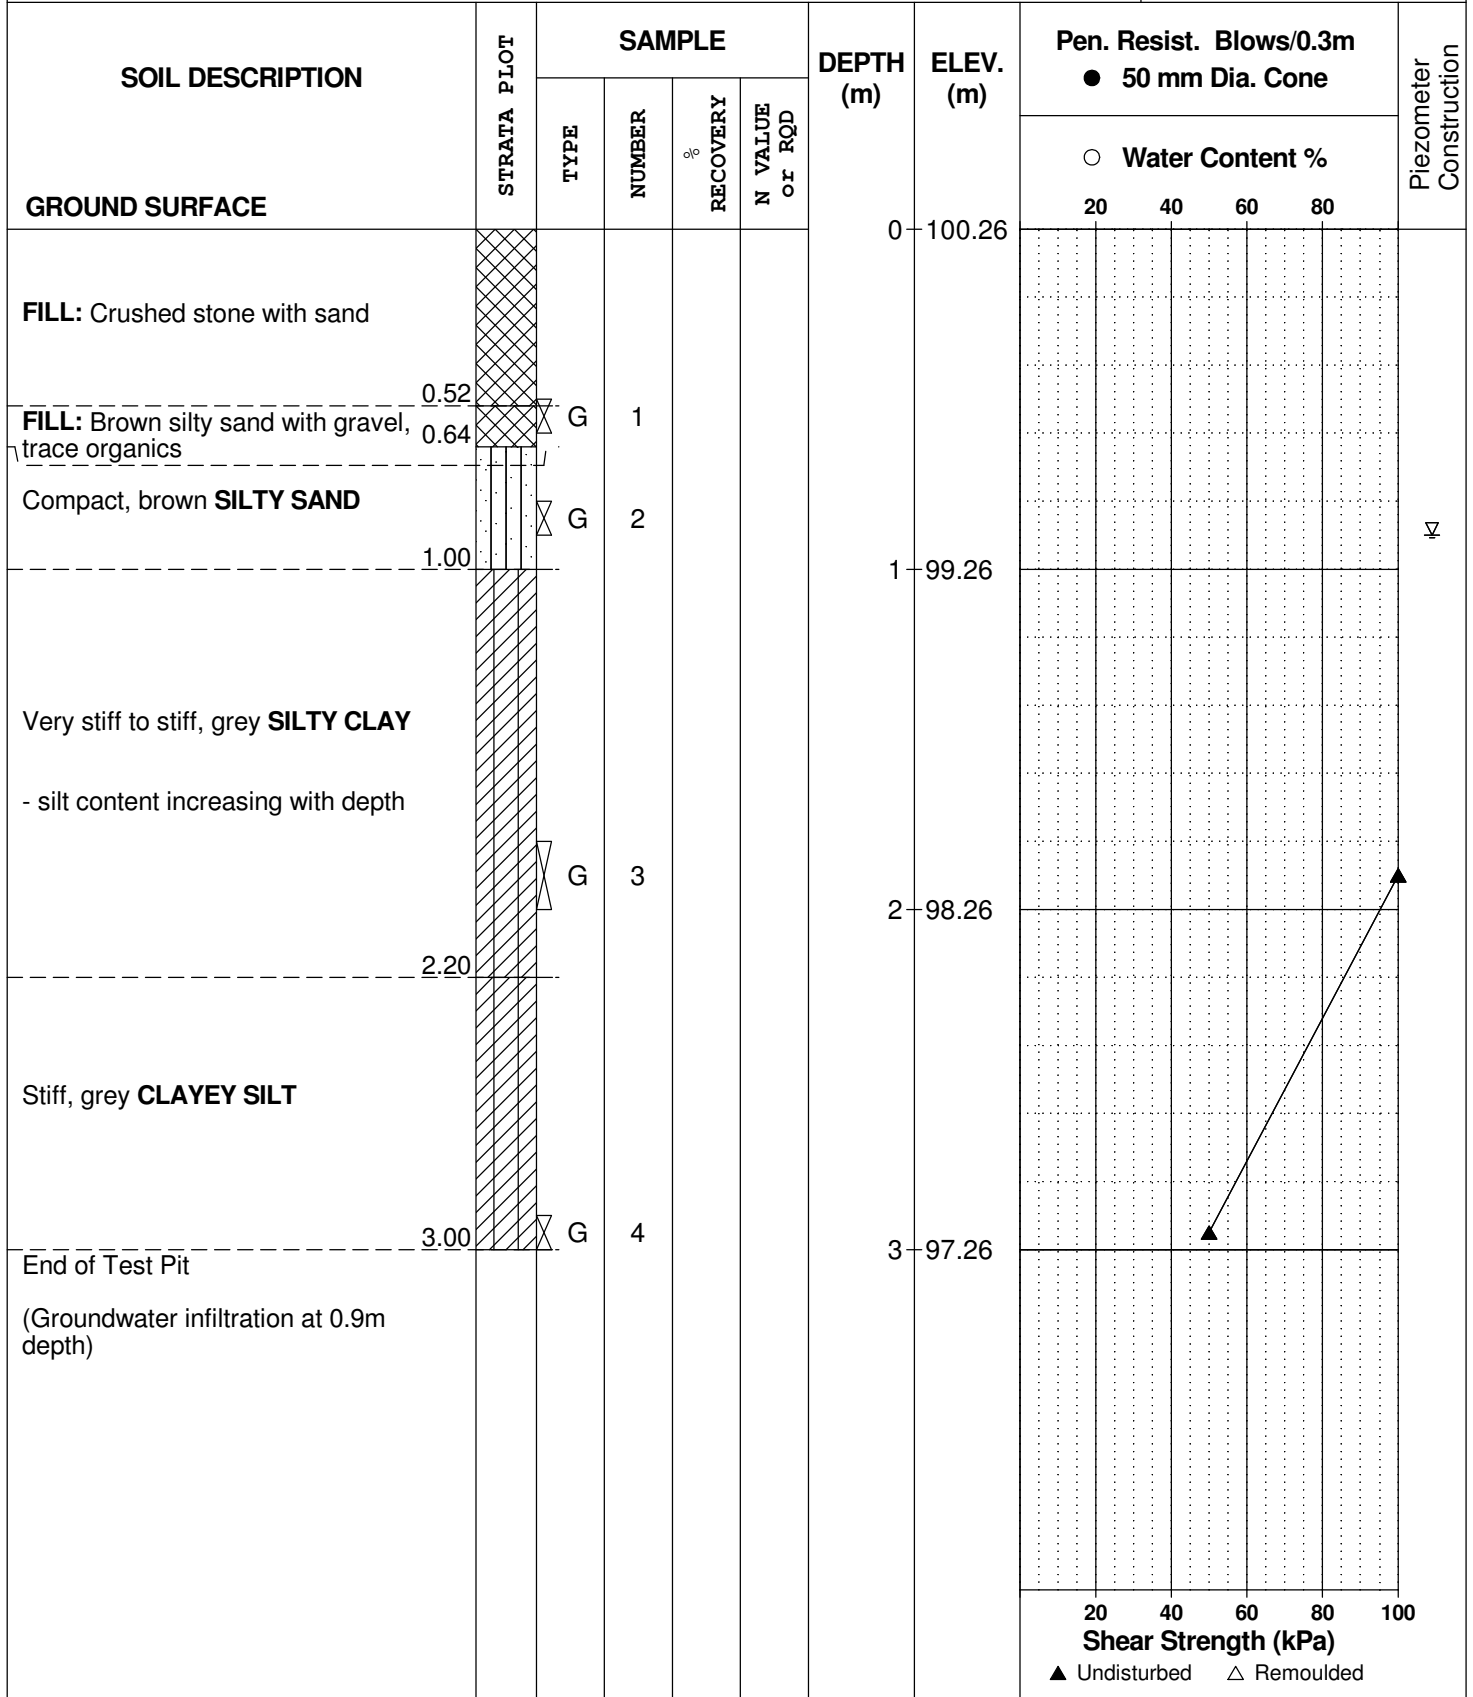 SOIL DESCRIPTION
GROUND SURFACE
STRATA PLOT
SAMPLE
TYPE
NUMBER
%
RECOVERY
N VALUE
or RQD
DEPTH
(m)
ELEV.
(m)
Pen. Resist. Blows/0.3m
● 50 mm Dia. Cone
○ Water Content %
20 40 60 80
Piezometer
Construction
0 100.26
FILL: Crushed stone with sand
0.52
FILL: Brown silty sand with gravel,
trace organics
0.64
G 1
Compact, brown SILTY SAND
G 2
1.00
1 99.26
Very stiff to stiff, grey SILTY CLAY
- silt content increasing with depth
G 3
2 98.26
2.20
Stiff, grey CLAYEY SILT
G 4
3.00
3 97.26
End of Test Pit
(Groundwater infiltration at 0.9m
depth)
20 40 60 80 100
Shear Strength (kPa)
▲ Undisturbed △ Remoulded